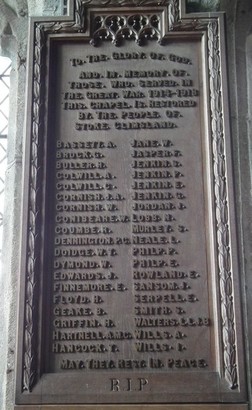 TO. THE. GLORY. OF. GOD.
AND. IN. MEMORY. OF.
THOSE. WHO. SERVED. IN
THE. GREAT. WAR. 1914-1918
THIS. CHAPEL. IS. RESTORED
BY. THE. PEOPLE. OF.
STOKE. CLIMSLAND.
BASSETT. A. JANE. W.
BROCK. G. JASPER. F.
BULLER. R. JENKIN. S.
COLWILL. A. JENKIN. P.
COLWILL. C. JENKIN. E.
CORNISH. F. A. JENKIN. G.
CORNISH. W. JORDAN. J.
CONIBEARE. W. LOBB. H.
COUMBE. H. MORLEY. S.
DENNINGTON. P.G. NEALE. L.
DOIDGE. W. T. PHILP. P.
DYMOND. W. PHILP. E.
EDWARDS. J. ROWLAND. E.
FINNEMORE. E. SANSOM. J.
FLOYD. H. SERPELL. E.
GEAKE. D. SMITH. S.
GRIFFIN. H. WALTERS.
HARTNELL. A.M.C. WILLS. A.
HANCOCK. T. WILLS. L.
MAY. THEY. REST. IN. PEACE.
R I P